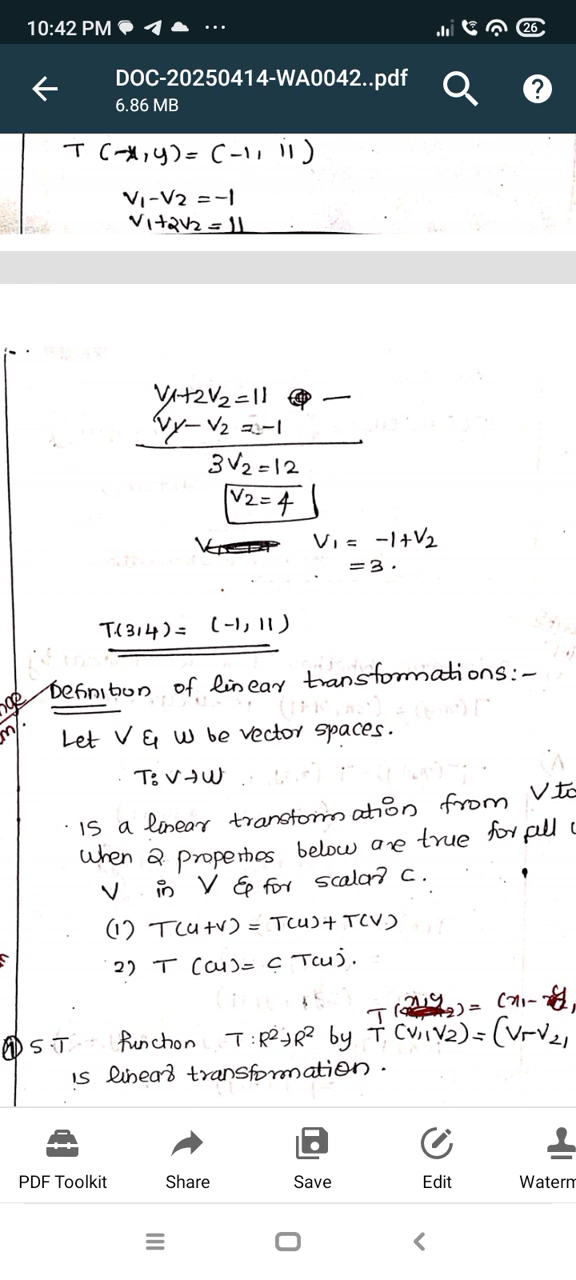 10:42 PM ... 26
DOC-20250414-WA0042..pdf
6.86 MB
T (-x,y) = (-1, 11)
V1-V2 = -1
V1+2V2 = 11
V1+2V2 = 11 —
V1 - V2 = -1
3V2 = 12
V2 = 4
V1 = -1+V2
= 3.
T(3,4) = (-1, 11)
Definition of linear transformations:-
Let V & W be vector spaces.
T: V→W
is a linear transformation from V to
when 2 properties below are true for all u
V in V & for scalar c.
(1) T(u+v) = T(u) + T(v)
2) T (cu) = c T(u).
① S.T function T: R²→R² by T (V1,V2) = (V1-V2,
is linear transformation.
PDF Toolkit Share Save Edit Waterm